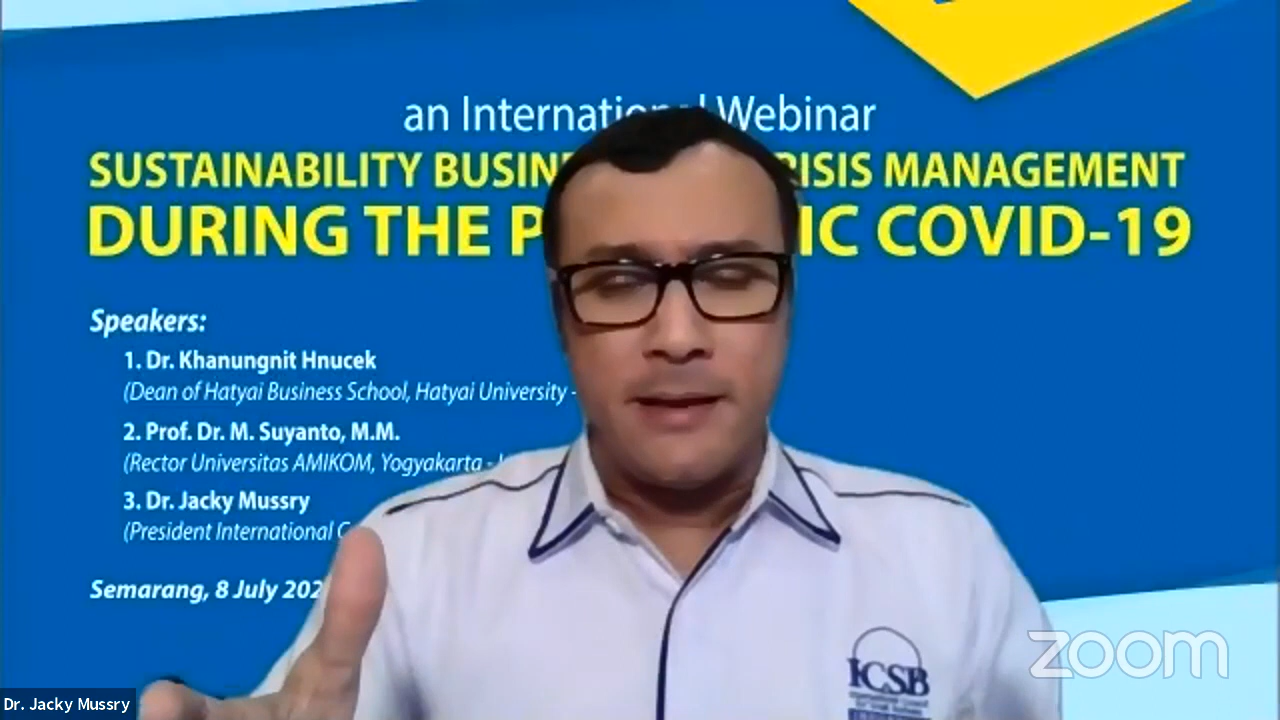 an International Webinar
SUSTAINABILITY BUSIN RISIS MANAGEMENT
DURING THE P IC COVID-19
Speakers:
1. Dr. Khanungnit Hnucek
(Dean of Hatyai Business School, Hatyai University -
2. Prof. Dr. M. Suyanto, M.M.
(Rector Universitas AMIKOM, Yogyakarta -
3. Dr. Jacky Mussry
(President International C
Semarang, 8 July 202
ICSB
zoom
Dr. Jacky Mussry